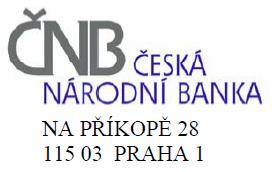 ČNB ČESKÁ
NÁRODNÍ BANKA
NA PŘÍKOPĚ 28
115 03 PRAHA 1